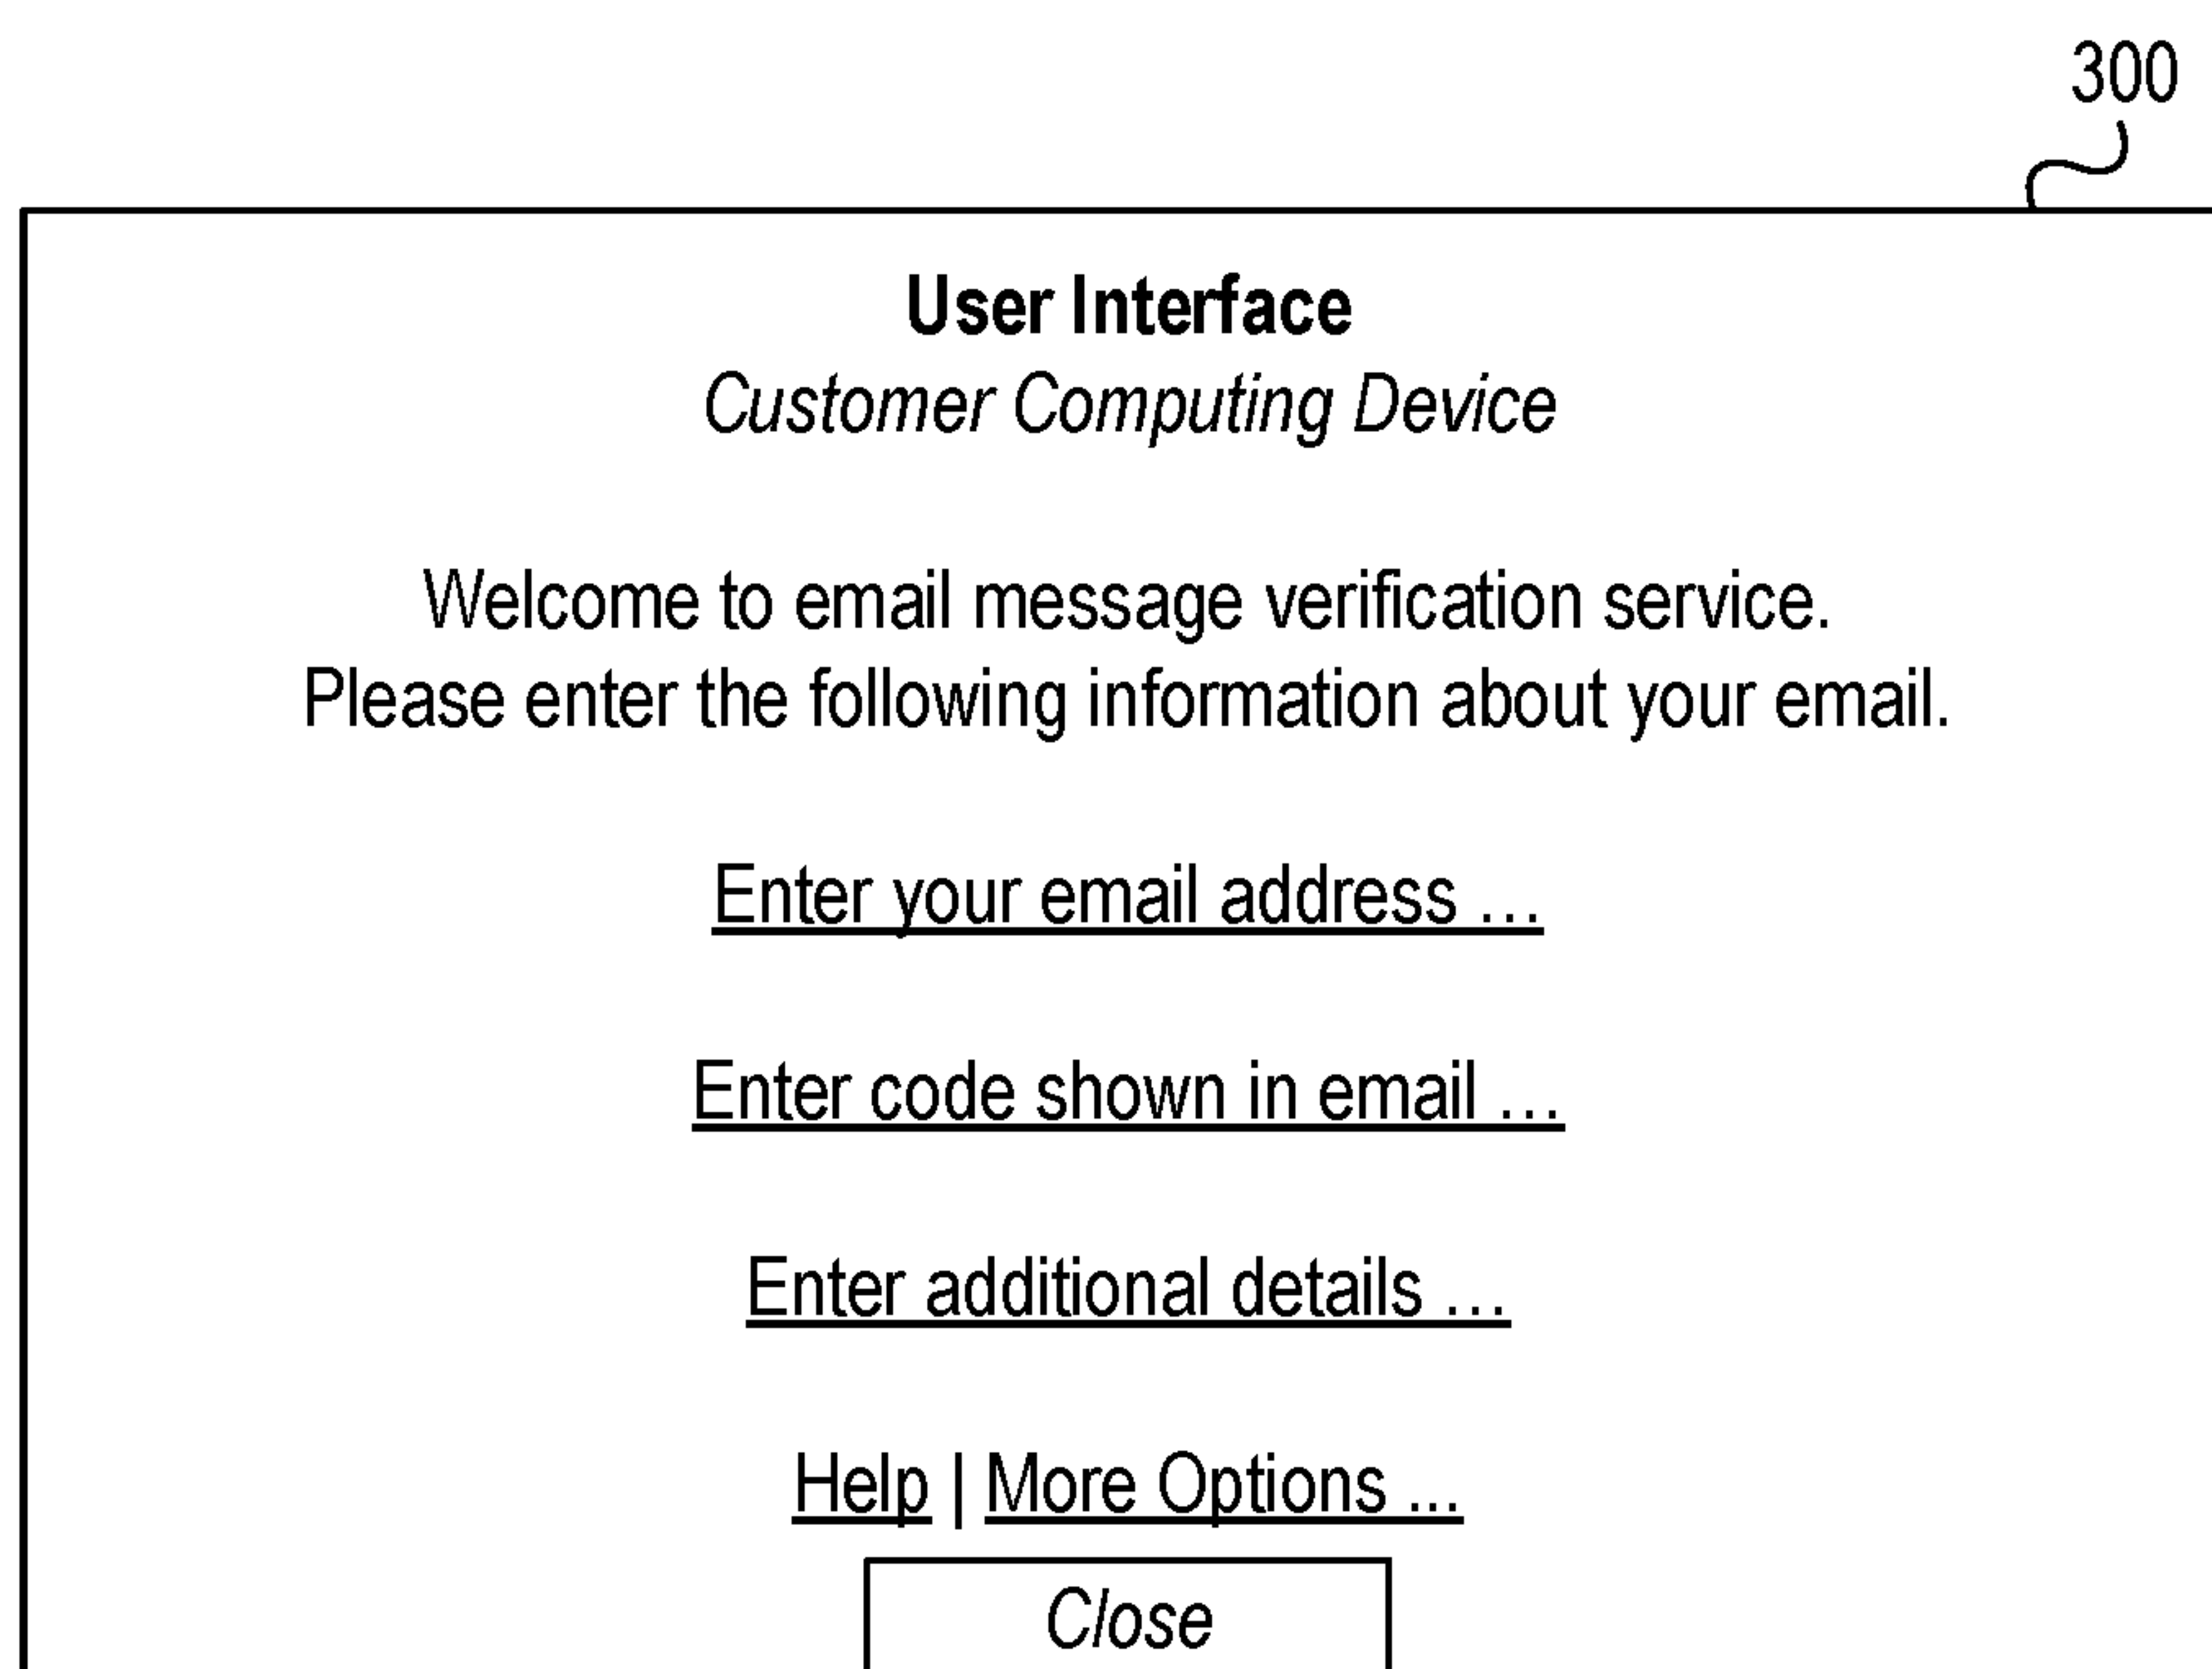 300
User Interface
Customer Computing Device
Welcome to email message verification service.
Please enter the following information about your email.
Enter your email address ...
Enter code shown in email ...
Enter additional details ...
Help | More Options ...
Close